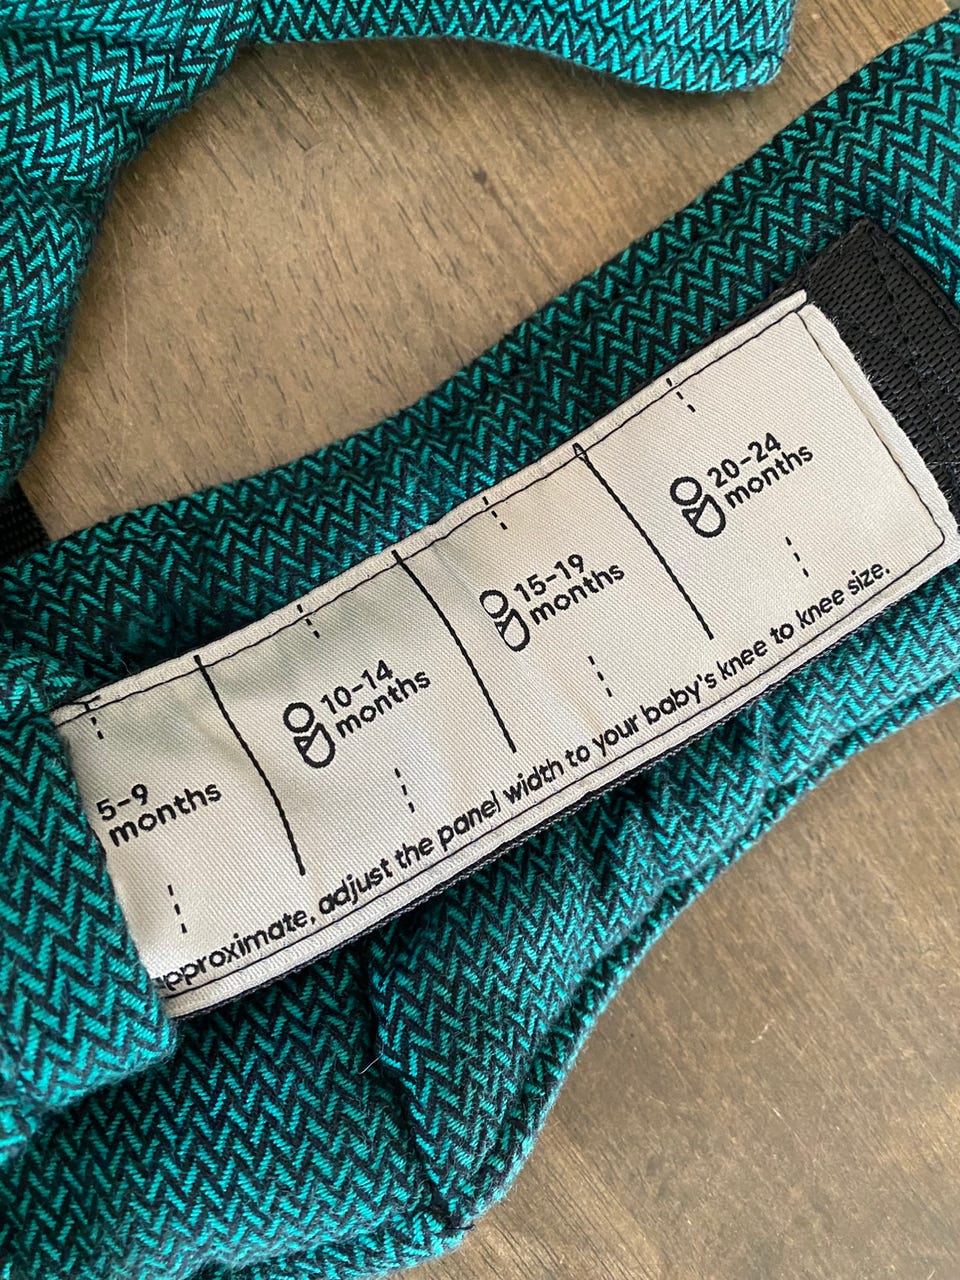 5-9
months
10-14
months
15-19
months
20-24
months
adjust the panel width to your baby's knee to knee size.